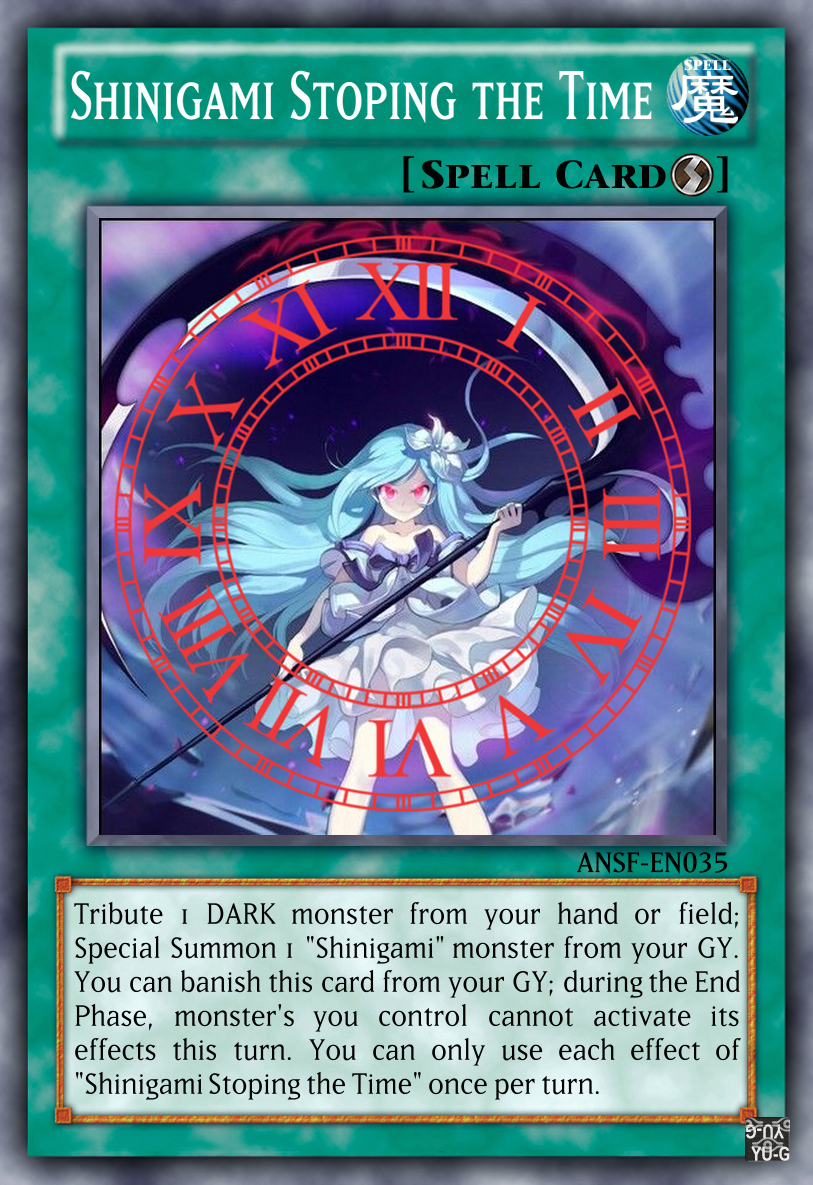 Shinigami Stoping the Time
SPELL
魔
[Spell Card]
XII
I
II
III
IV
V
VI
VII
VIII
IX
X
XI
ANSF-EN035
Tribute 1 DARK monster from your hand or field;
Special Summon 1 "Shinigami" monster from your GY.
You can banish this card from your GY; during the End
Phase, monster's you control cannot activate its
effects this turn. You can only use each effect of
"Shinigami Stoping the Time" once per turn.
YU-G
YU-G